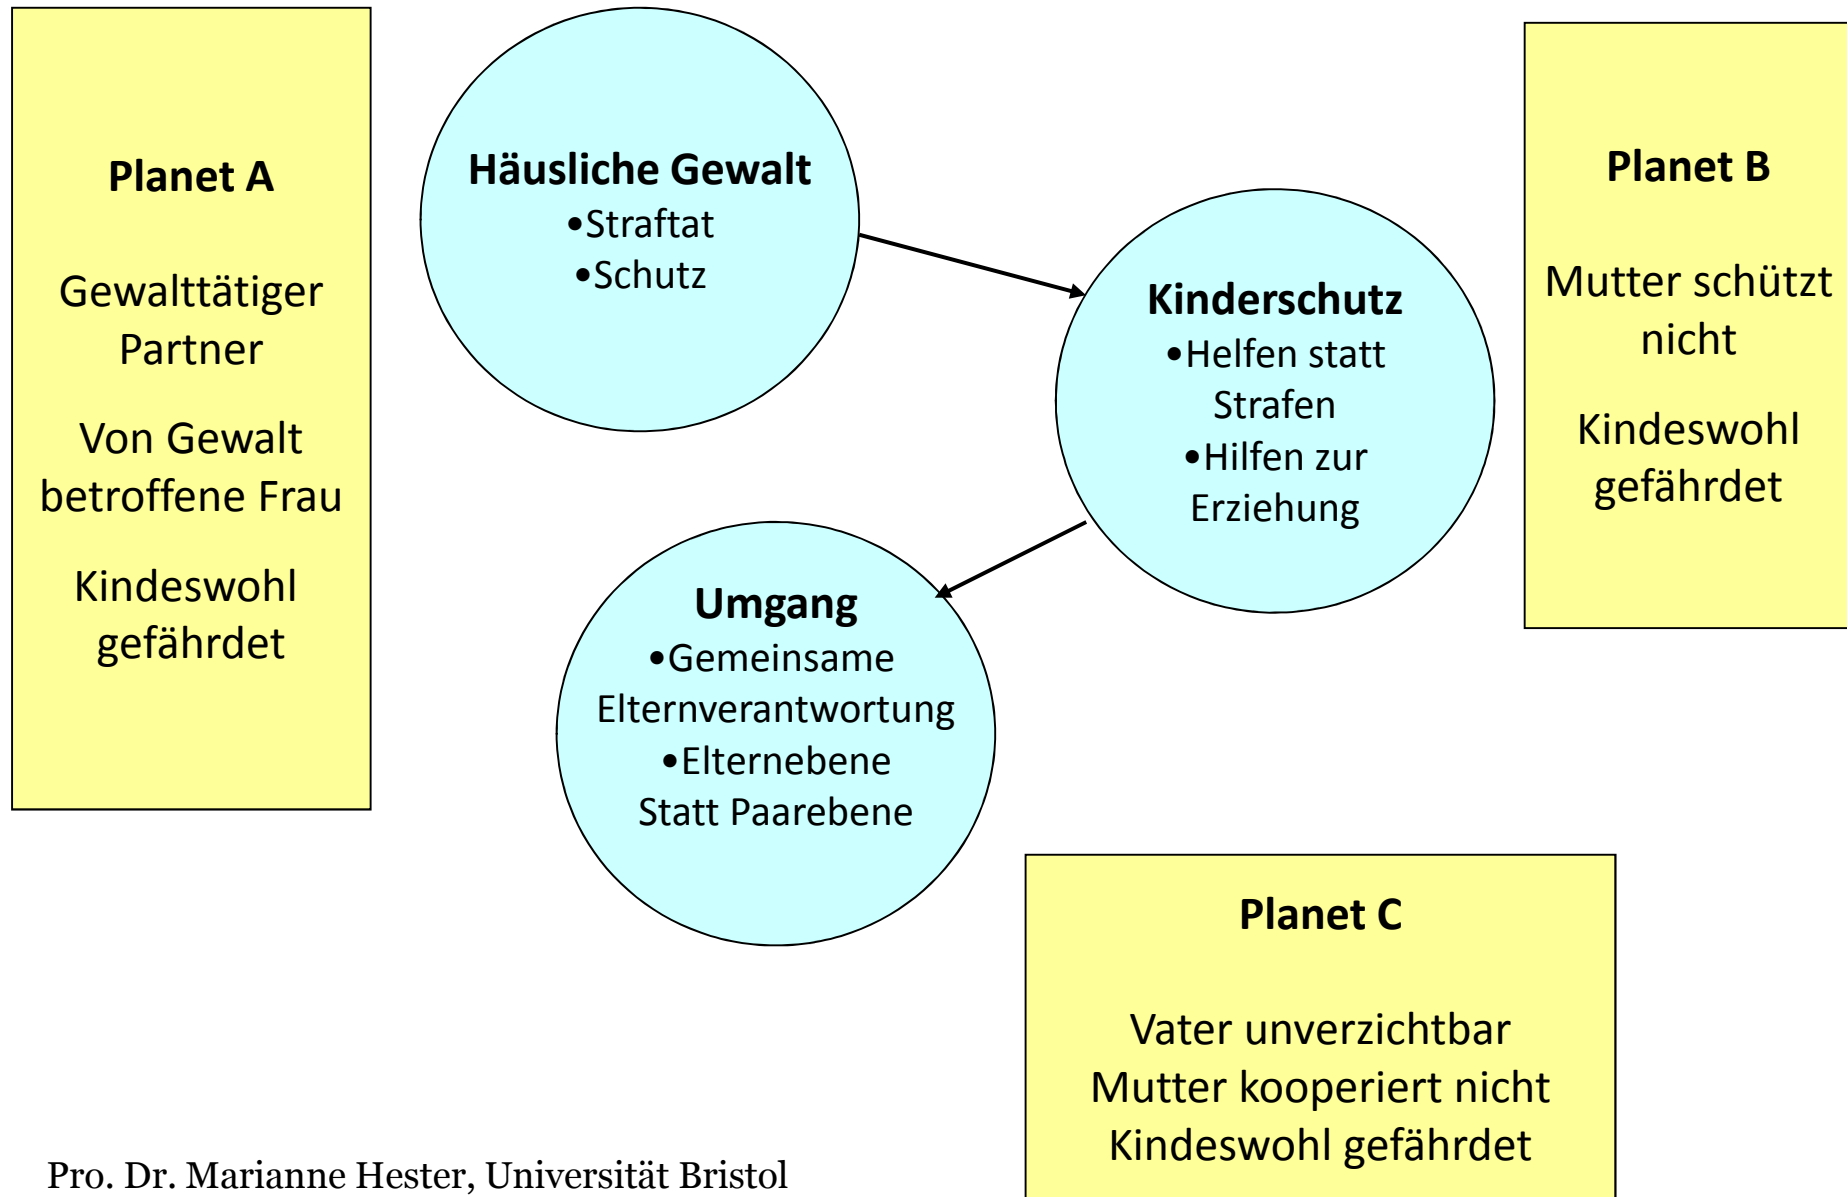 Planet A
Gewalttätiger
Partner
Von Gewalt
betroffene Frau
Kindeswohl
gefährdet
Häusliche Gewalt
•Straftat
•Schutz
Kinderschutz
•Helfen statt
Strafen
•Hilfen zur
Erziehung
Planet B
Mutter schützt
nicht
Kindeswohl
gefährdet
Umgang
•Gemeinsame
Elternverantwortung
•Elternebene
Statt Paarebene
Planet C
Vater unverzichtbar
Mutter kooperiert nicht
Kindeswohl gefährdet
Pro. Dr. Marianne Hester, Universität Bristol